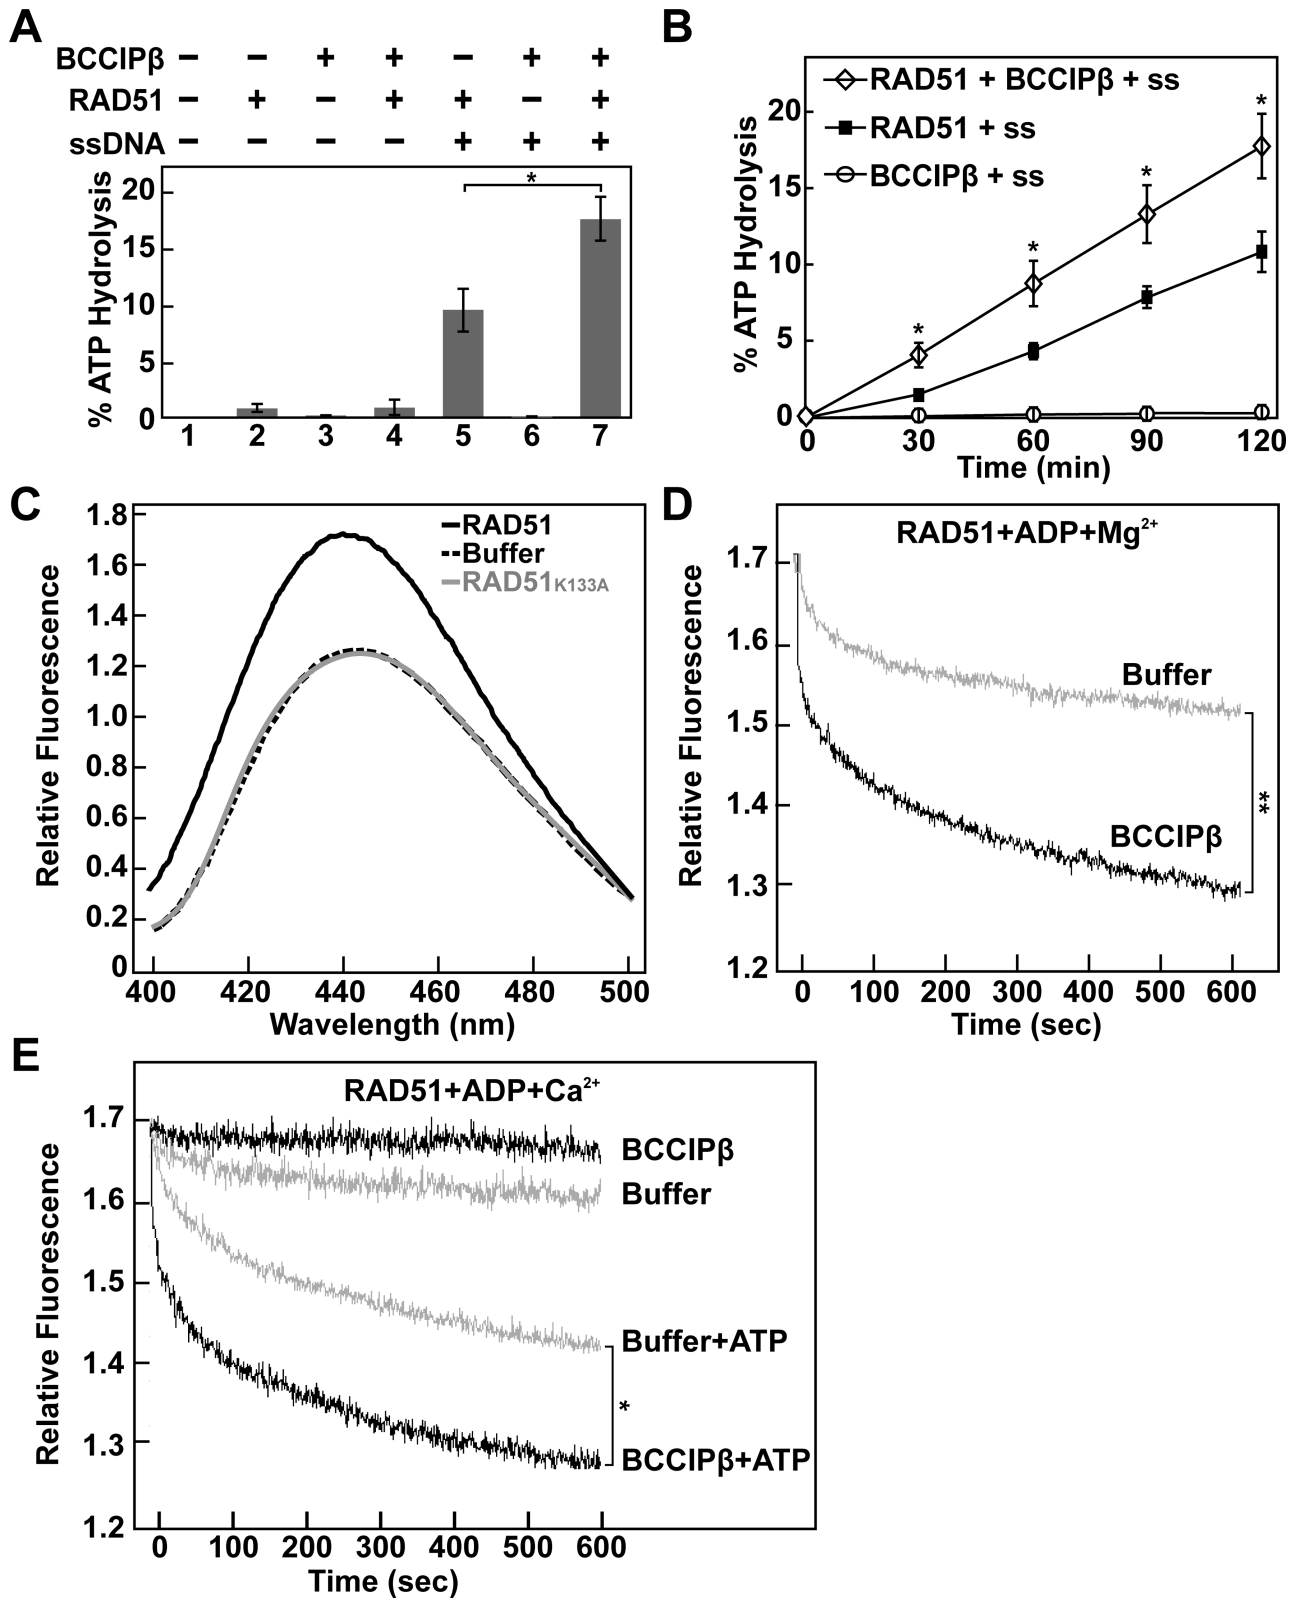 A
BCCIPβ – – + + – + +
RAD51 – + – + + – +
ssDNA – – – – + + +
*
% ATP Hydrolysis
20
15
10
5
0
1 2 3 4 5 6 7
B
RAD51 + BCCIPβ + ss
RAD51 + ss
BCCIPβ + ss
* * * *
% ATP Hydrolysis
20
15
10
5
0
0 30 60 90 120
Time (min)
C
RAD51
Buffer
RAD51K133A
Relative Fluorescence
1.8
1.6
1.4
1.2
1.0
0.8
0.6
0.4
0.2
0
400 420 440 460 480 500
Wavelength (nm)
D
RAD51+ADP+Mg2+
Relative Fluorescence
1.7
1.6
1.5
1.4
1.3
1.2
Buffer
BCCIPβ
**
0 100 200 300 400 500 600
Time (sec)
E
RAD51+ADP+Ca2+
Relative Fluorescence
1.7
1.6
1.5
1.4
1.3
1.2
BCCIPβ
Buffer
Buffer+ATP
*
BCCIPβ+ATP
0 100 200 300 400 500 600
Time (sec)